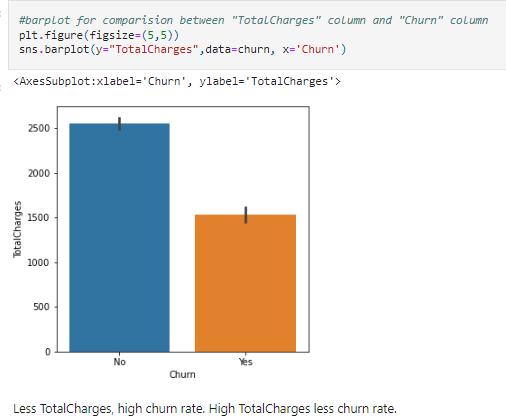 #barplot for comparision between "TotalCharges" column and "Churn" column
plt.figure(figsize=(5,5))
sns.barplot(y="TotalCharges",data=churn, x='Churn')
<AxesSubplot:xlabel='Churn', ylabel='TotalCharges'>
2500
2000
1500
1000
500
0
TotalCharges
No Yes
Churn
Less TotalCharges, high churn rate. High TotalCharges less churn rate.